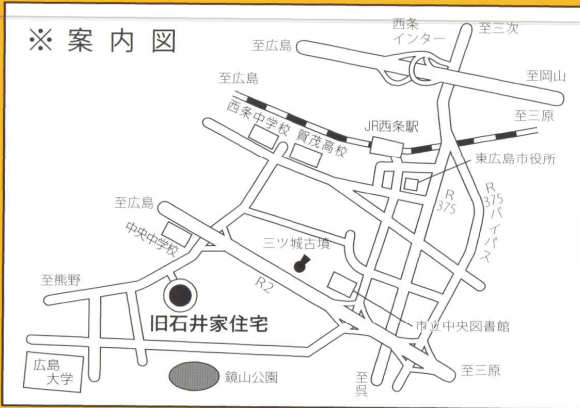 ※ 案 内 図
西条
インター
至三次
至広島
至岡山
至広島
至三原
西条中学校
賀茂高校
JR西条駅
東広島市役所
R
375
R
375
バイパス
至広島
中央中学校
三ツ城古墳
至熊野
R2
旧石井家住宅
市立中央図書館
広島
大学
鏡山公園
至
呉
至三原